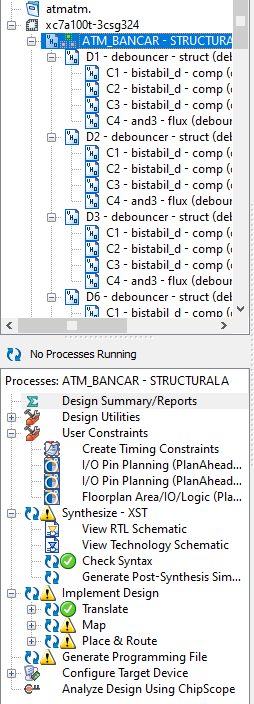 atmatm.
xc7a100t-3csg324
ATM_BANCAR - STRUCTURA
D1 - debouncer - struct (deb
C1 - bistabil_d - comp (c
C2 - bistabil_d - comp (c
C3 - bistabil_d - comp (c
C4 - and3 - flux (debour
D2 - debouncer - struct (deb
C1 - bistabil_d - comp (c
C2 - bistabil_d - comp (c
C3 - bistabil_d - comp (c
C4 - and3 - flux (debour
D3 - debouncer - struct (deb
C1 - bistabil_d - comp (c
C2 - bistabil_d - comp (c
C3 - bistabil_d - comp (c
C4 - and3 - flux (debour
D6 - debouncer - struct (deb
C1 - bistabil_d - comp (c
No Processes Running
Processes: ATM_BANCAR - STRUCTURALA
Design Summary/Reports
Design Utilities
User Constraints
Create Timing Constraints
I/O Pin Planning (PlanAhead...
I/O Pin Planning (PlanAhead...
Floorplan Area/IO/Logic (Pla...
Synthesize - XST
View RTL Schematic
View Technology Schematic
Check Syntax
Generate Post-Synthesis Sim...
Implement Design
Translate
Map
Place & Route
Generate Programming File
Configure Target Device
Analyze Design Using ChipScope